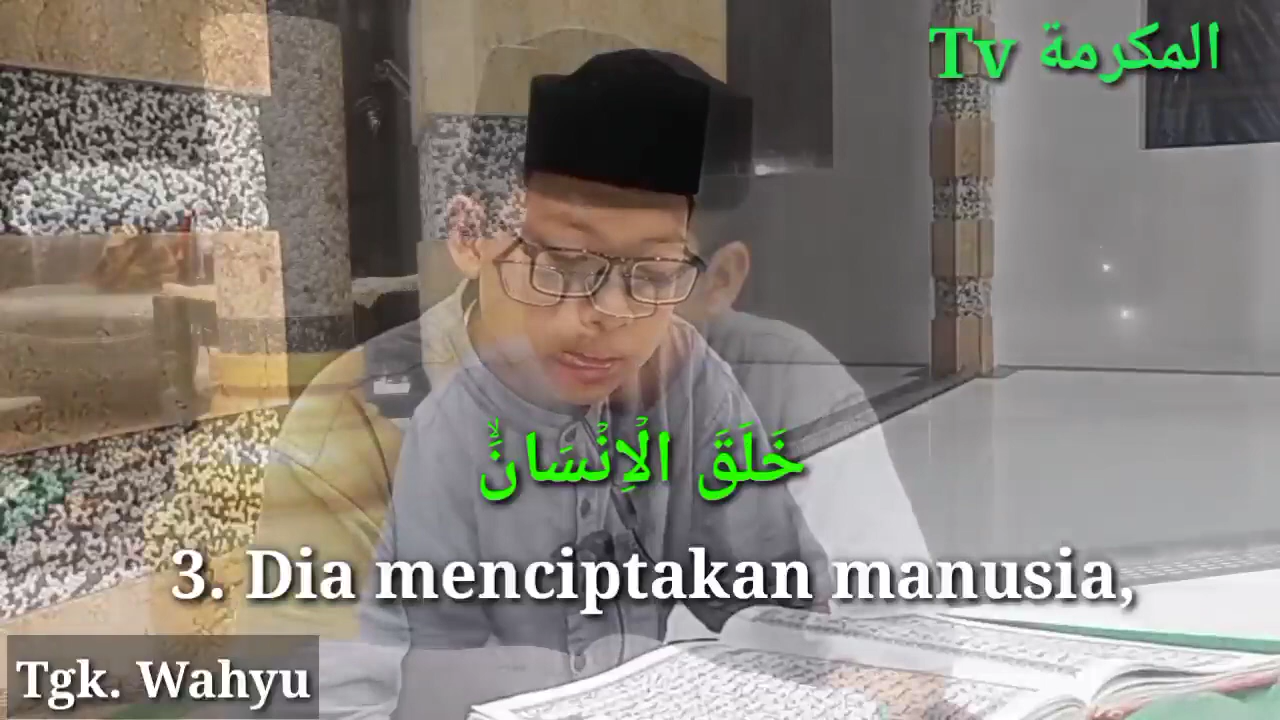 المكرمة Tv
خَلَقَ الْاِنْسَانَۙ
3. Dia menciptakan manusia,
Tgk. Wahyu